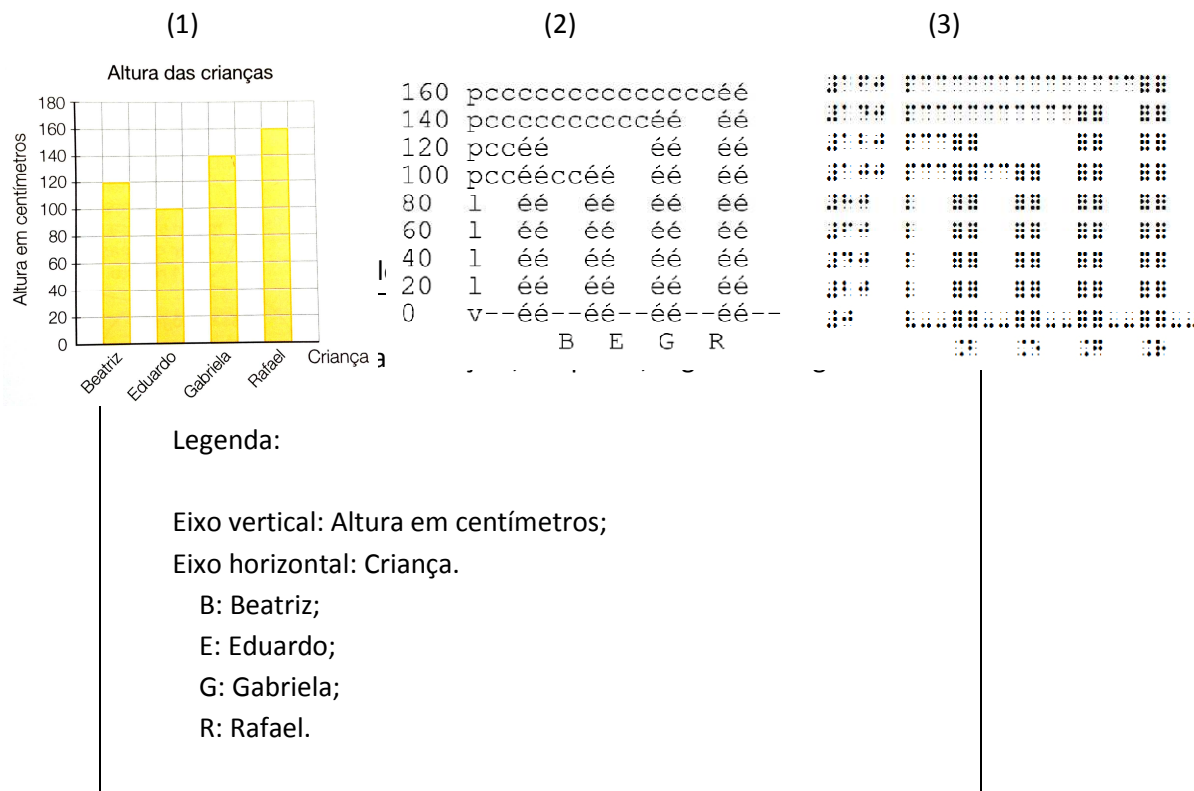 (1)
(2)
(3)
Altura das crianças
Altura em centímetros
180
160
140
120
100
80
60
40
20
0
Beatriz
Eduardo
Gabriela
Rafael
Criança
160 pccccccccccccccéé
140 pccccccccccéé  éé
120 pccéé      éé  éé
100 pccééccéé  éé  éé
80  l  éé  éé  éé  éé
60  l  éé  éé  éé  éé
40  l  éé  éé  éé  éé
20  l  éé  éé  éé  éé
0   v--éé--éé--éé--éé--
B E G R
⠼⠁⠋⠚ ⠏⠉⠉⠉⠉⠉⠉⠉⠉⠉⠉⠉⠉⠉⠉⠿⠿
⠼⠁⠙⠚ ⠏⠉⠉⠉⠉⠉⠉⠉⠉⠉⠉⠿⠿  ⠿⠿
⠼⠁⠃⠚ ⠏⠉⠉⠿⠿      ⠿⠿  ⠿⠿
⠼⠁⠚⠚ ⠏⠉⠉⠿⠿⠉⠉⠿⠿  ⠿⠿  ⠿⠿
⠼⠓⠚  ⠇  ⠿⠿  ⠿⠿  ⠿⠿  ⠿⠿
⠼⠋⠚  ⠇  ⠿⠿  ⠿⠿  ⠿⠿  ⠿⠿
⠼⠙⠚  ⠇  ⠿⠿  ⠿⠿  ⠿⠿  ⠿⠿
⠼⠃⠚  ⠇  ⠿⠿  ⠿⠿  ⠿⠿  ⠿⠿
⠼⠚   ⠧⠤⠤⠿⠿⠤⠤⠿⠿⠤⠤⠿⠿⠤⠤⠿⠿⠤⠤
⠨⠃  ⠨⠑  ⠨⠛  ⠨⠗
Legenda:
Eixo vertical: Altura em centímetros;
Eixo horizontal: Criança.
B: Beatriz;
E: Eduardo;
G: Gabriela;
R: Rafael.